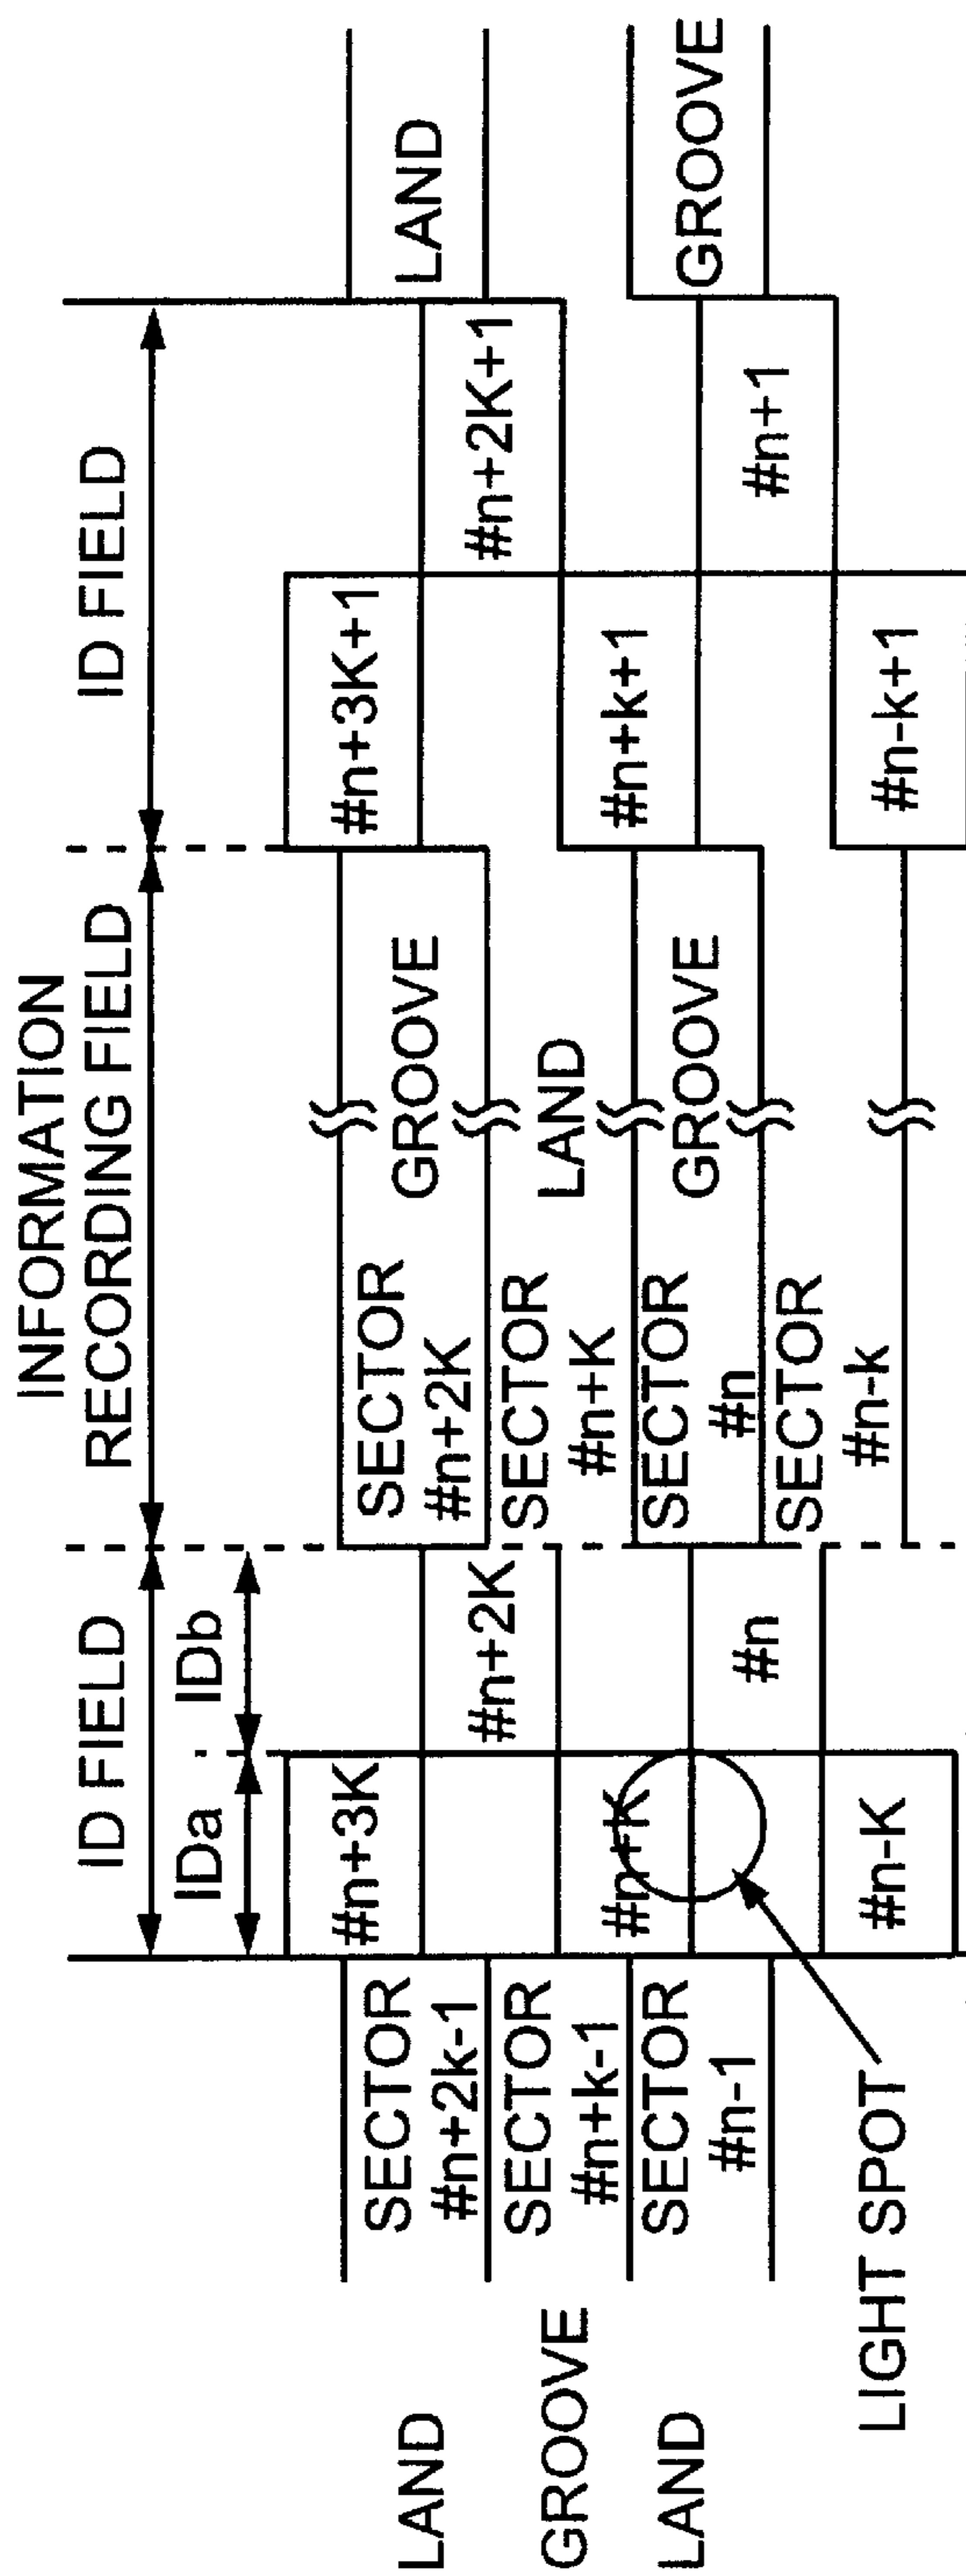 INFORMATION
RECORDING FIELD
ID FIELD
ID FIELD
IDa
IDb
#n+3K
#n+3K+1
LAND
SECTOR
#n+2k-1
#n+2K
SECTOR
#n+2K
GROOVE
#n+2K+1
LAND
GROOVE
SECTOR
#n+k-1
#n+K
SECTOR
#n+K
LAND
#n+k+1
LAND
SECTOR
#n-1
#n
SECTOR
#n
GROOVE
#n+1
GROOVE
#n-K
SECTOR
#n-k
#n-k+1
LIGHT SPOT